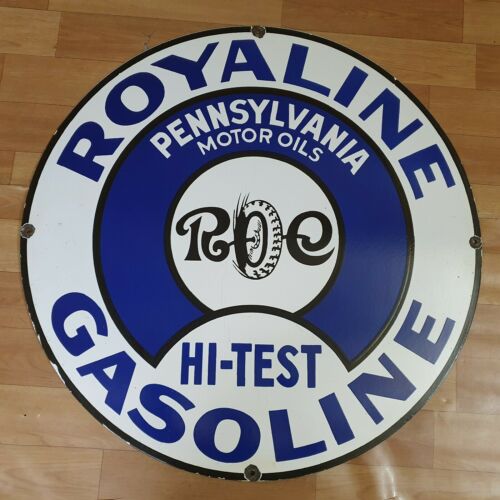 ROYALINE
PENNSYLVANIA
MOTOR OILS
ROC
HI-TEST
GASOLINE